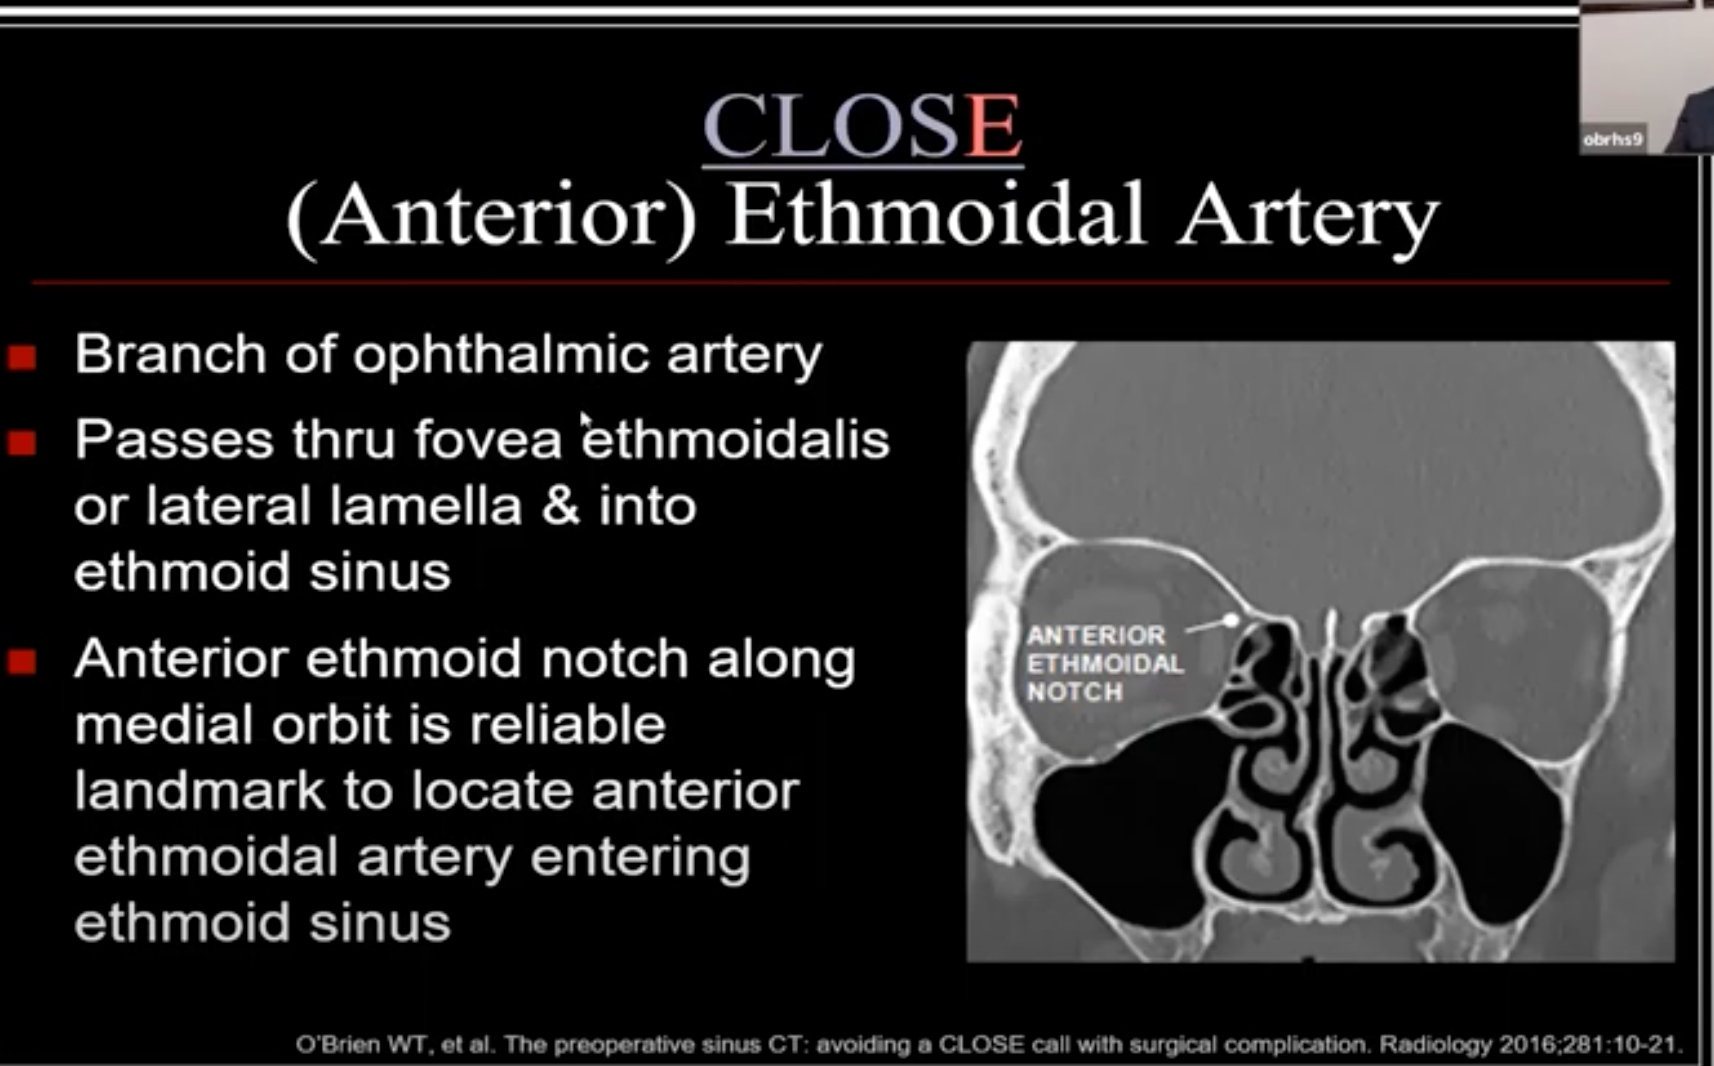 obrhs9
CLOSE
(Anterior) Ethmoidal Artery
Branch of ophthalmic artery
Passes thru fovea ethmoidalis
or lateral lamella & into
ethmoid sinus
Anterior ethmoid notch along
medial orbit is reliable
landmark to locate anterior
ethmoidal artery entering
ethmoid sinus
ANTERIOR
ETHMOIDAL
NOTCH
O'Brien WT, et al. The preoperative sinus CT: avoiding a CLOSE call with surgical complication. Radiology 2016;281:10-21.